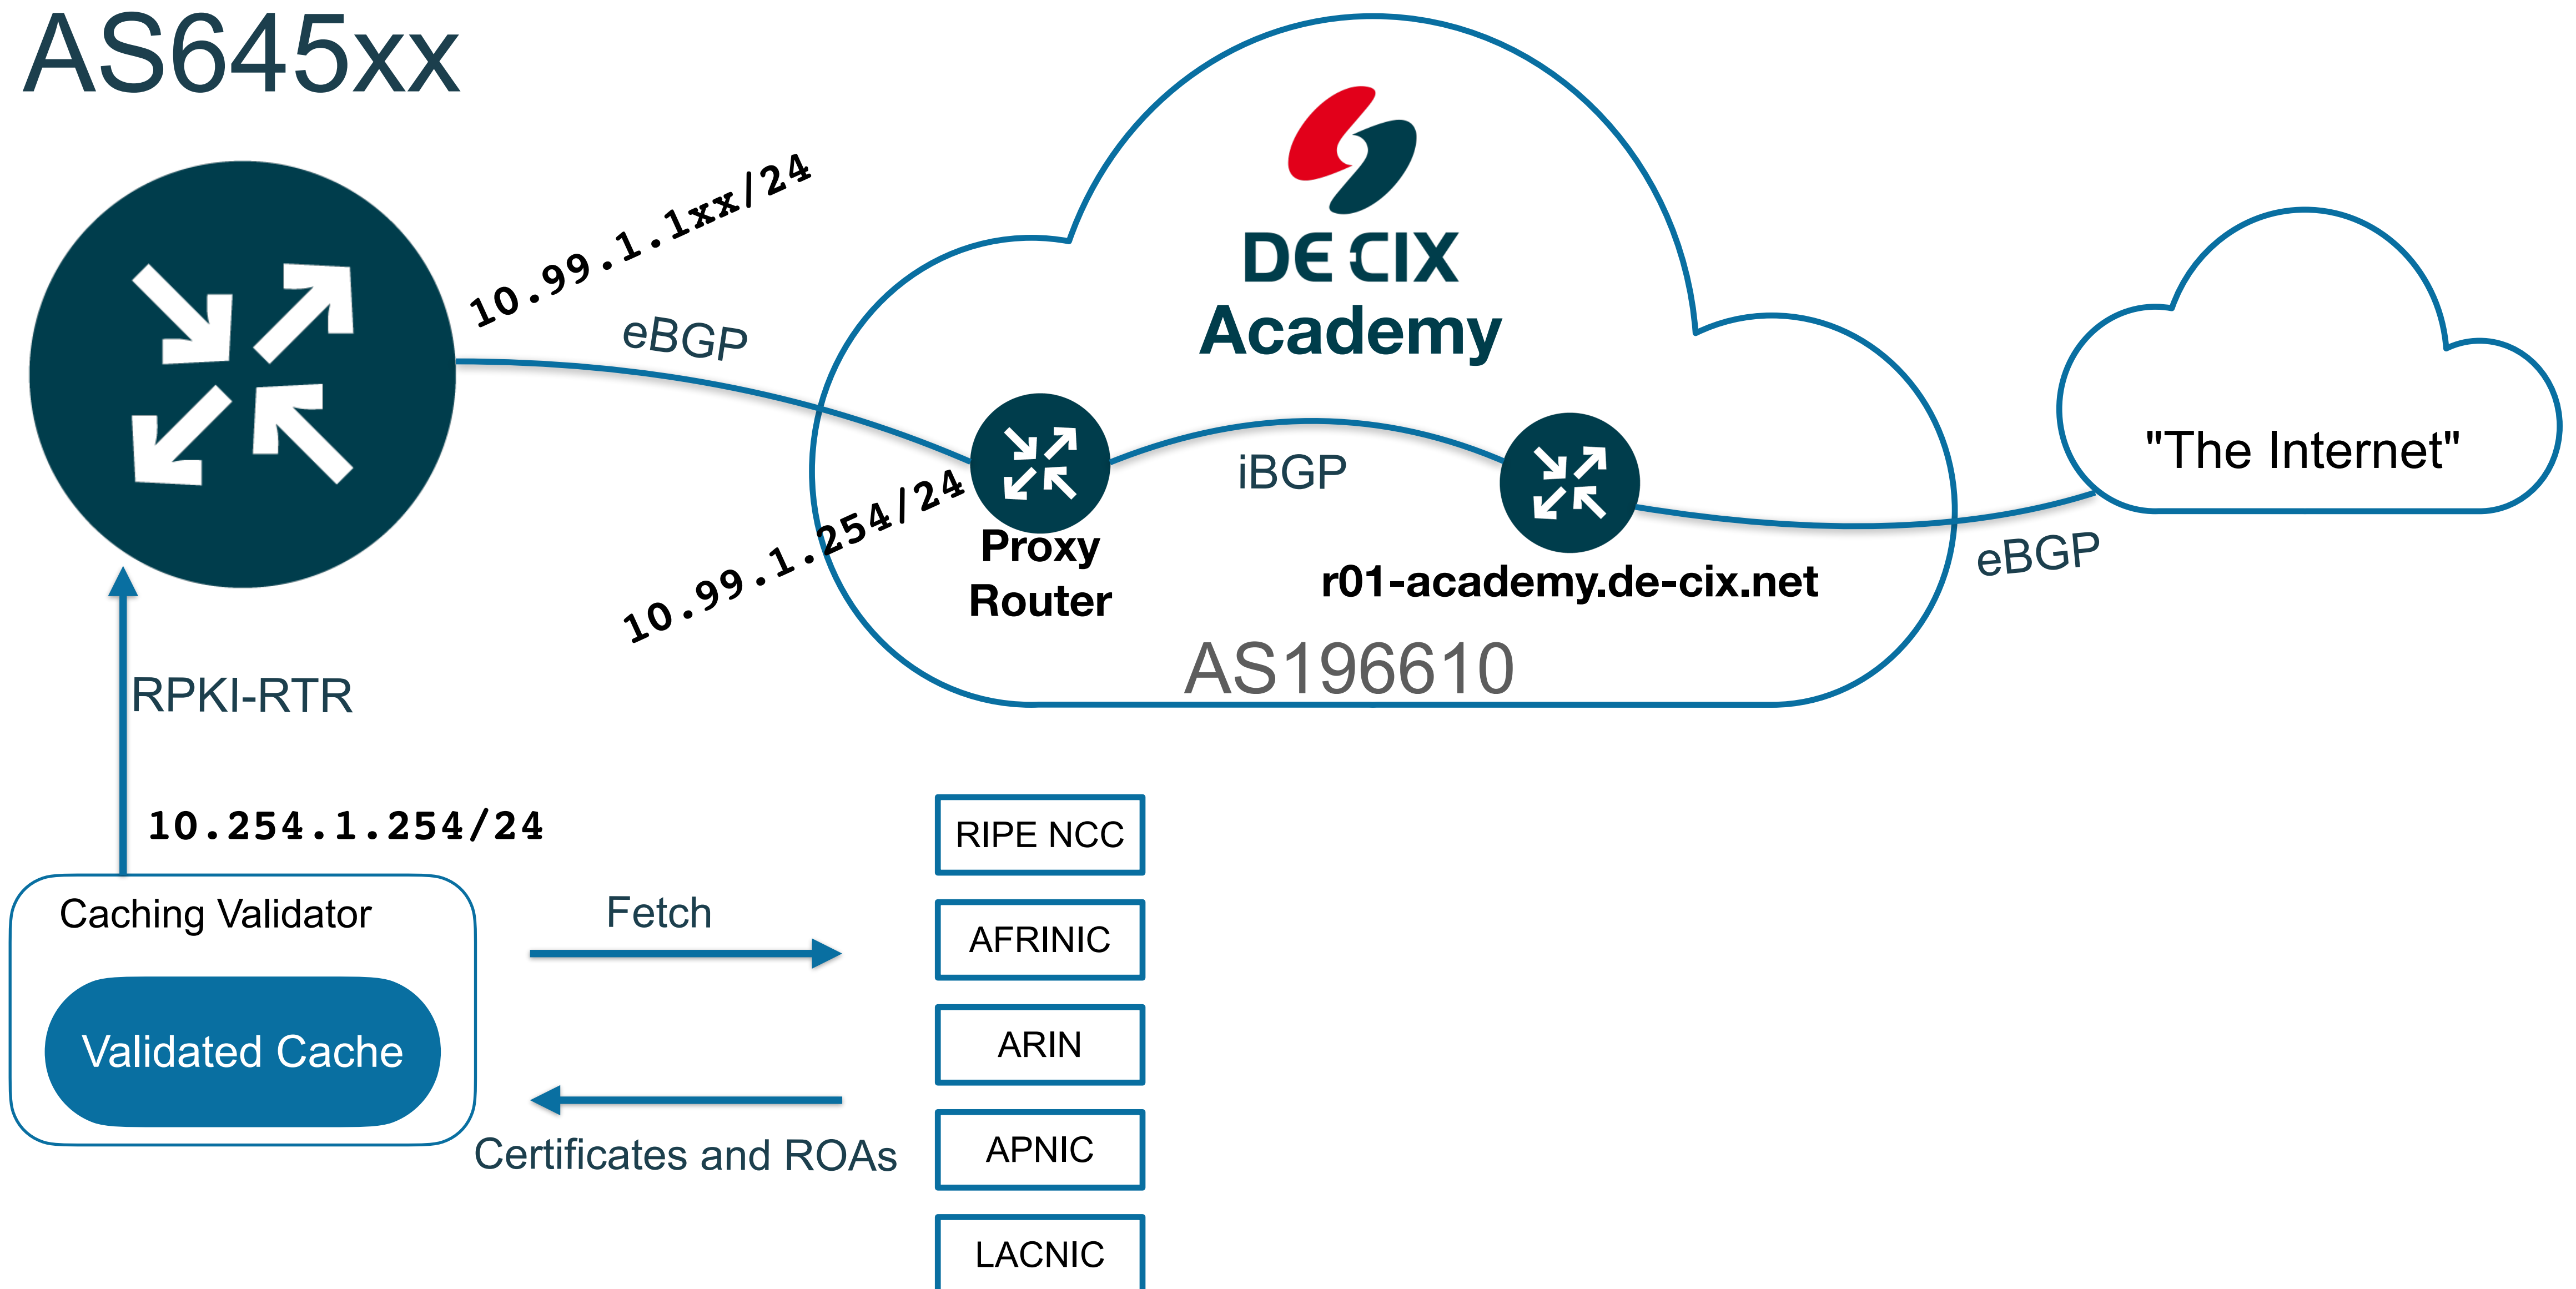 AS645xx
10.99.1.1xx/24
eBGP
DE CIX
Academy
10.99.1.254/24
Proxy
Router
iBGP
r01-academy.de-cix.net
AS196610
eBGP
"The Internet"
RPKI-RTR
10.254.1.254/24
Caching Validator
Validated Cache
Fetch
Certificates and ROAs
RIPE NCC
AFRINIC
ARIN
APNIC
LACNIC